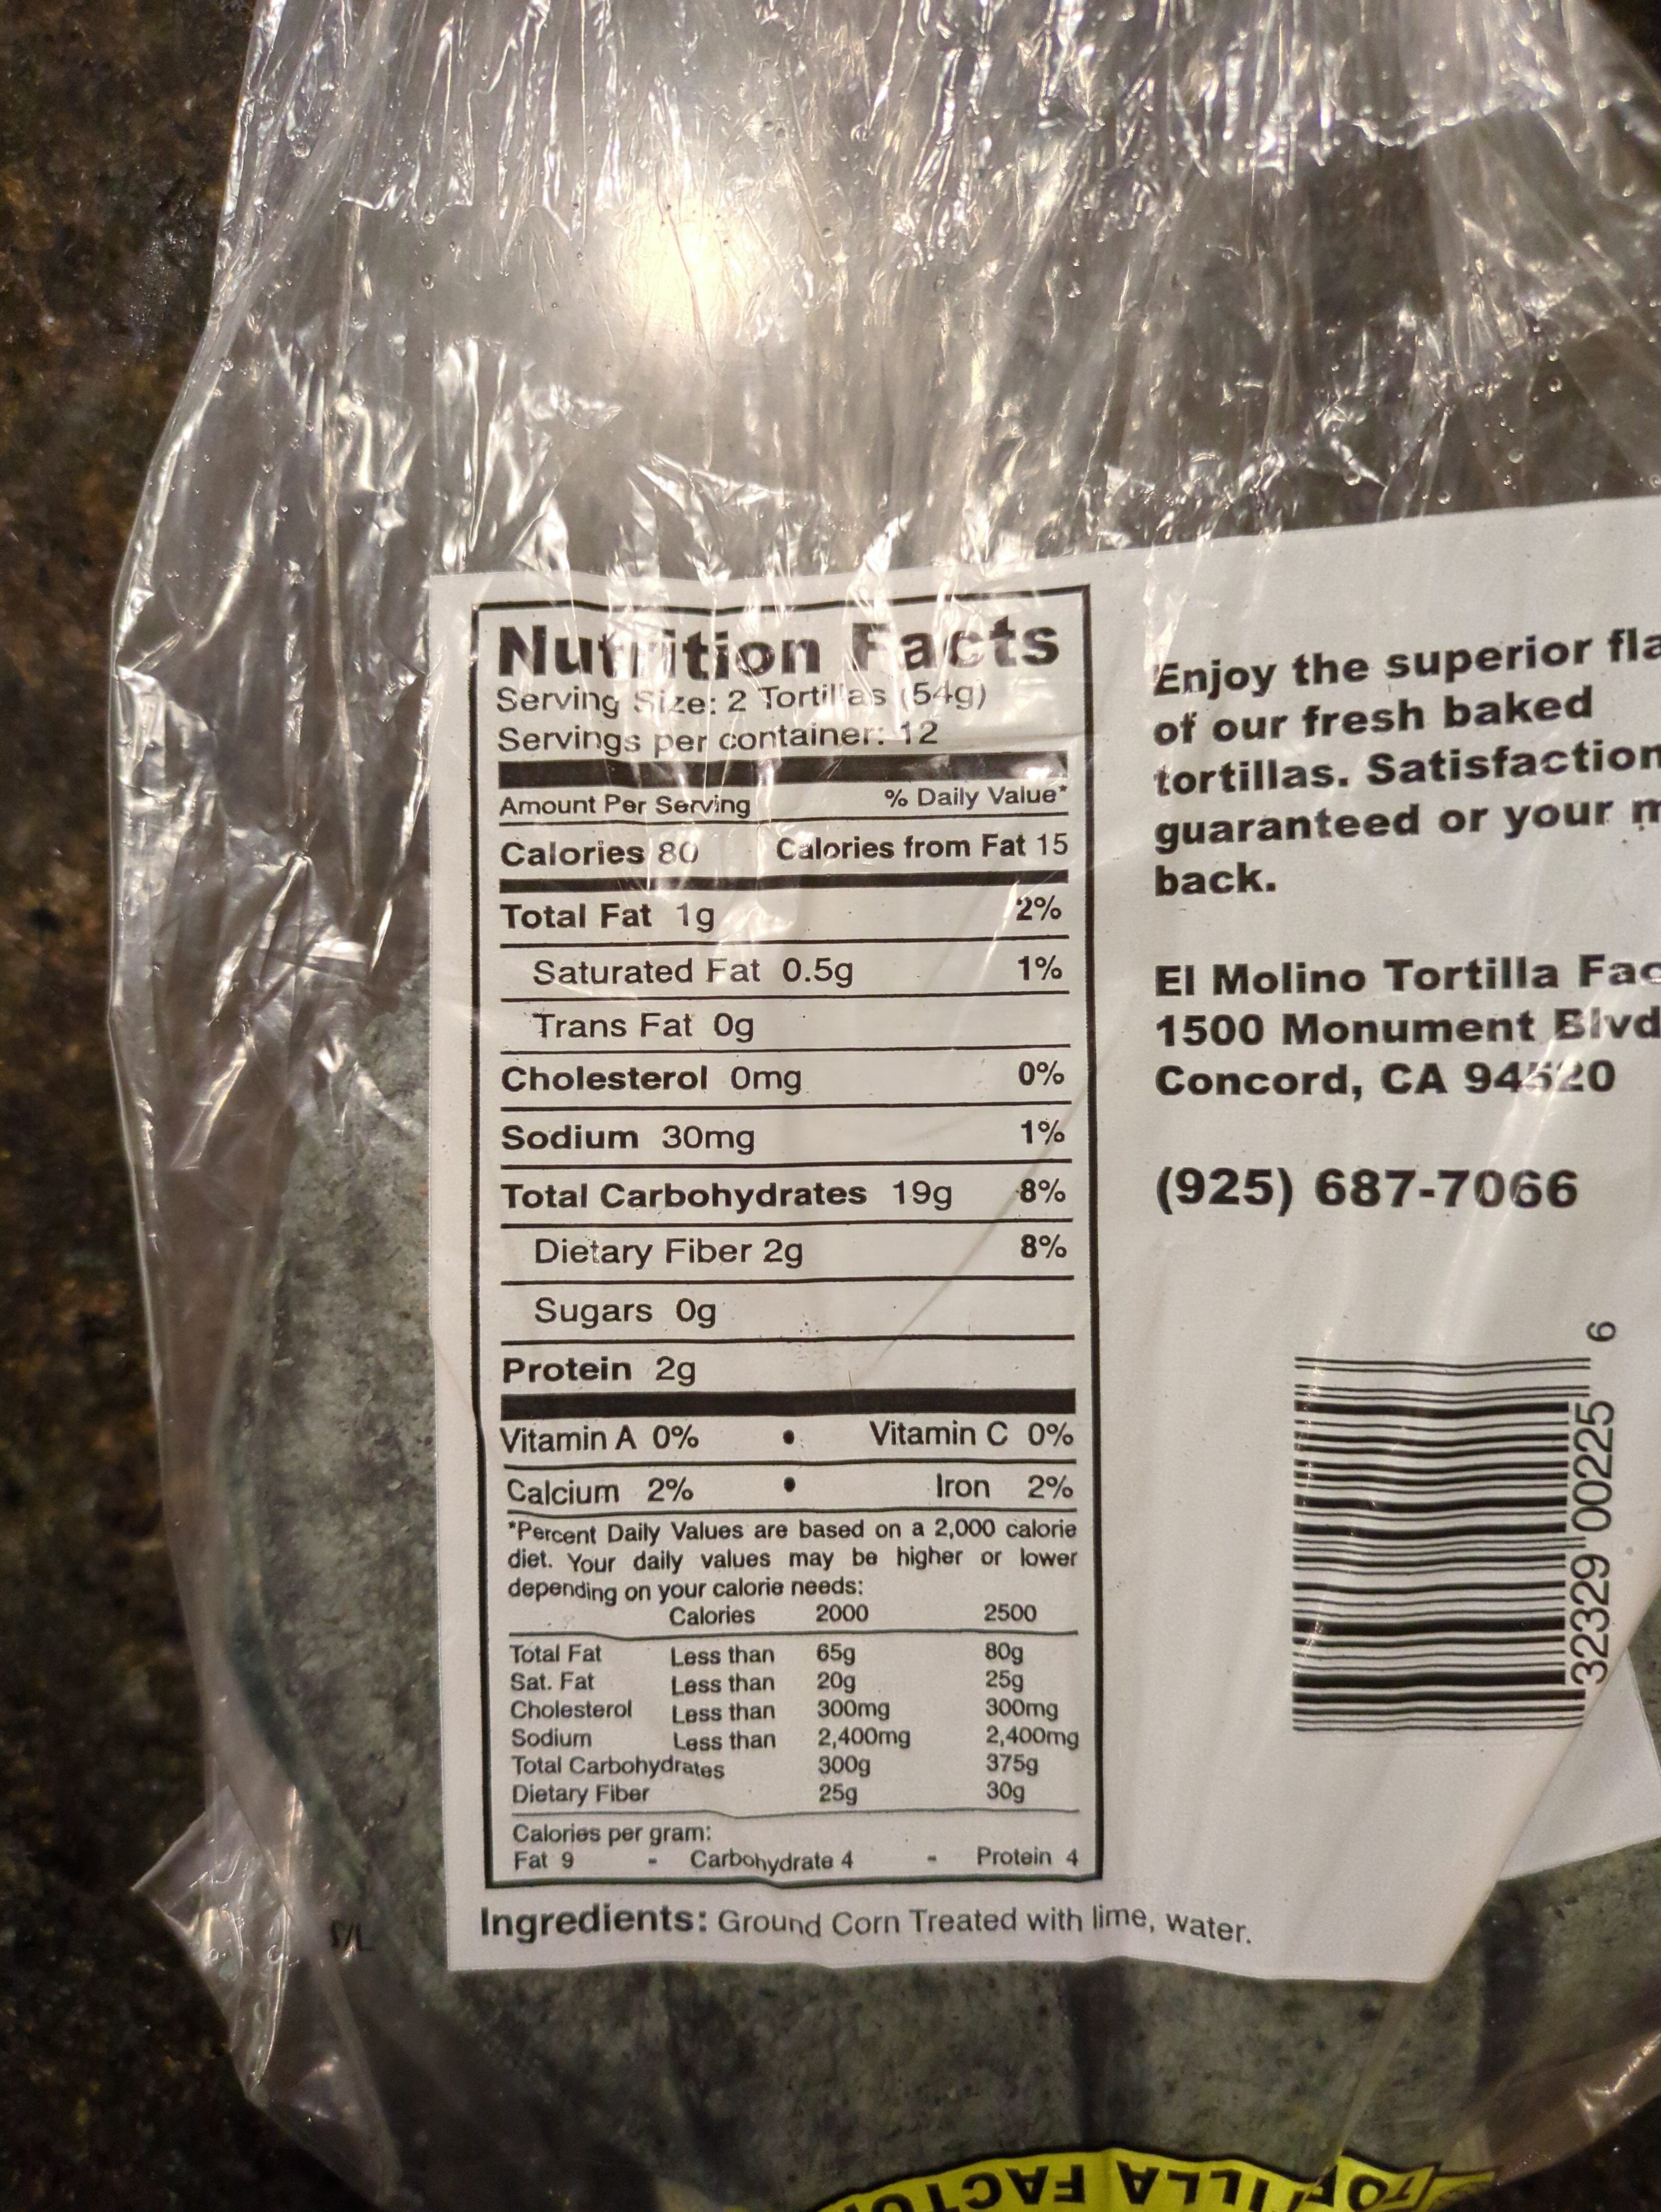 Nutrition Facts
Serving Size: 2 Tortillas (54g)
Servings per container: 12
Amount Per Serving % Daily Value*
Calories 80 Calories from Fat 15
Total Fat 1g 2%
Saturated Fat 0.5g 1%
Trans Fat 0g
Cholesterol 0mg 0%
Sodium 30mg 1%
Total Carbohydrates 19g 8%
Dietary Fiber 2g 8%
Sugars 0g
Protein 2g
Vitamin A 0% • Vitamin C 0%
Calcium 2% • Iron 2%
*Percent Daily Values are based on a 2,000 calorie
diet. Your daily values may be higher or lower
depending on your calorie needs:
Calories 2000 2500
Total Fat Less than 65g 80g
Sat. Fat Less than 20g 25g
Cholesterol Less than 300mg 300mg
Sodium Less than 2,400mg 2,400mg
Total Carbohydrates 300g 375g
Dietary Fiber 25g 30g
Calories per gram:
Fat 9 - Carbohydrate 4 - Protein 4
Ingredients: Ground Corn Treated with lime, water.
Enjoy the superior fla
of our fresh baked
tortillas. Satisfaction
guaranteed or your m
back.
El Molino Tortilla Fac
1500 Monument Blvd
Concord, CA 94520
(925) 687-7066
32329 00225 6
TORTILLA FACTO